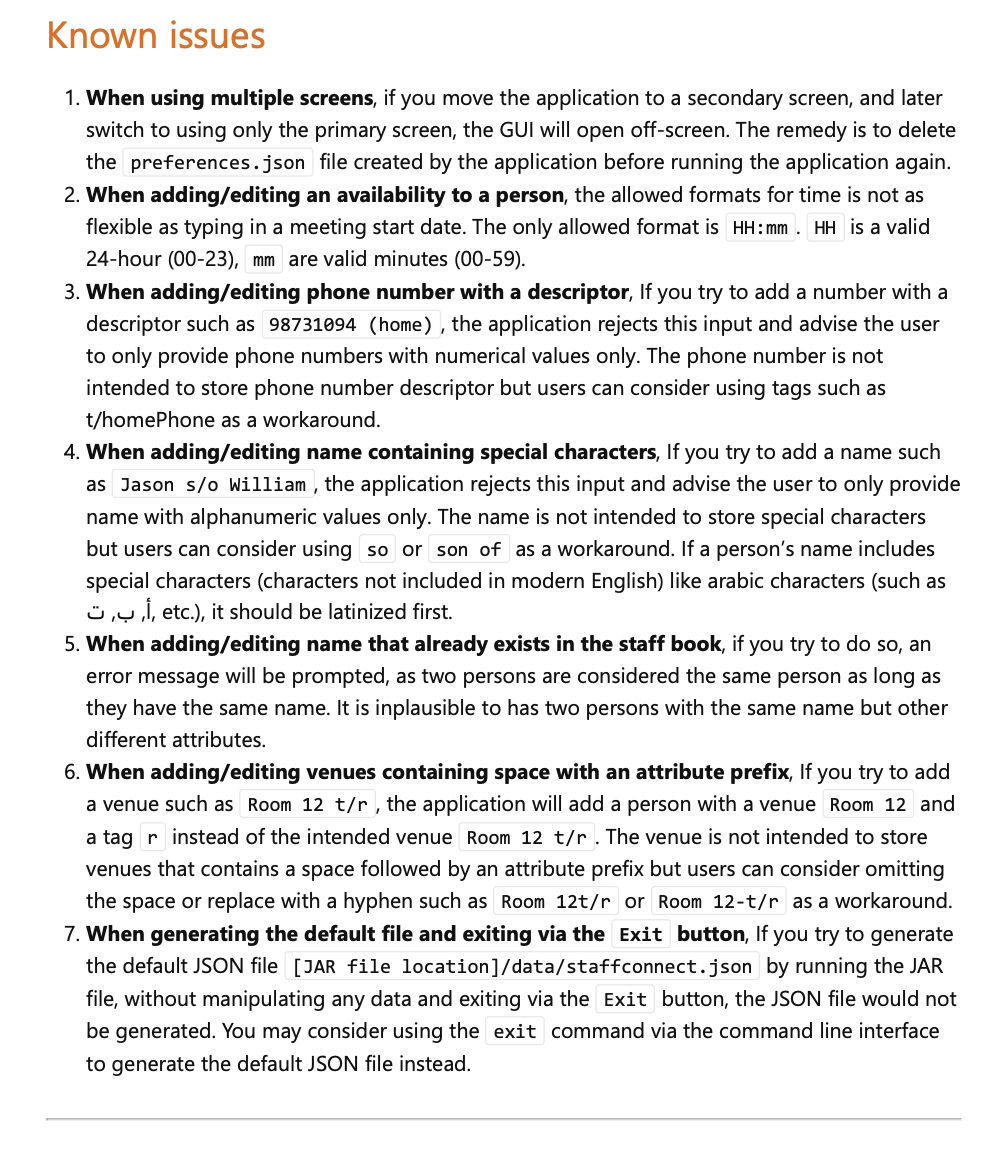 Known issues
1. When using multiple screens, if you move the application to a secondary screen, and later
switch to using only the primary screen, the GUI will open off-screen. The remedy is to delete
the preferences.json file created by the application before running the application again.
2. When adding/editing an availability to a person, the allowed formats for time is not as
flexible as typing in a meeting start date. The only allowed format is HH:mm. HH is a valid
24-hour (00-23), mm are valid minutes (00-59).
3. When adding/editing phone number with a descriptor, If you try to add a number with a
descriptor such as 98731094 (home), the application rejects this input and advise the user
to only provide phone numbers with numerical values only. The phone number is not
intended to store phone number descriptor but users can consider using tags such as
t/homePhone as a workaround.
4. When adding/editing name containing special characters, If you try to add a name such
as Jason s/o William, the application rejects this input and advise the user to only provide
name with alphanumeric values only. The name is not intended to store special characters
but users can consider using so or son of as a workaround. If a person's name includes
special characters (characters not included in modern English) like arabic characters (such as
أ, ب, ت, etc.), it should be latinized first.
5. When adding/editing name that already exists in the staff book, if you try to do so, an
error message will be prompted, as two persons are considered the same person as long as
they have the same name. It is inplausible to has two persons with the same name but other
different attributes.
6. When adding/editing venues containing space with an attribute prefix, If you try to add
a venue such as Room 12 t/r, the application will add a person with a venue Room 12 and
a tag r instead of the intended venue Room 12 t/r. The venue is not intended to store
venues that contains a space followed by an attribute prefix but users can consider omitting
the space or replace with a hyphen such as Room 12t/r or Room 12-t/r as a workaround.
7. When generating the default file and exiting via the Exit button, If you try to generate
the default JSON file [JAR file location]/data/staffconnect.json by running the JAR
file, without manipulating any data and exiting via the Exit button, the JSON file would not
be generated. You may consider using the exit command via the command line interface
to generate the default JSON file instead.